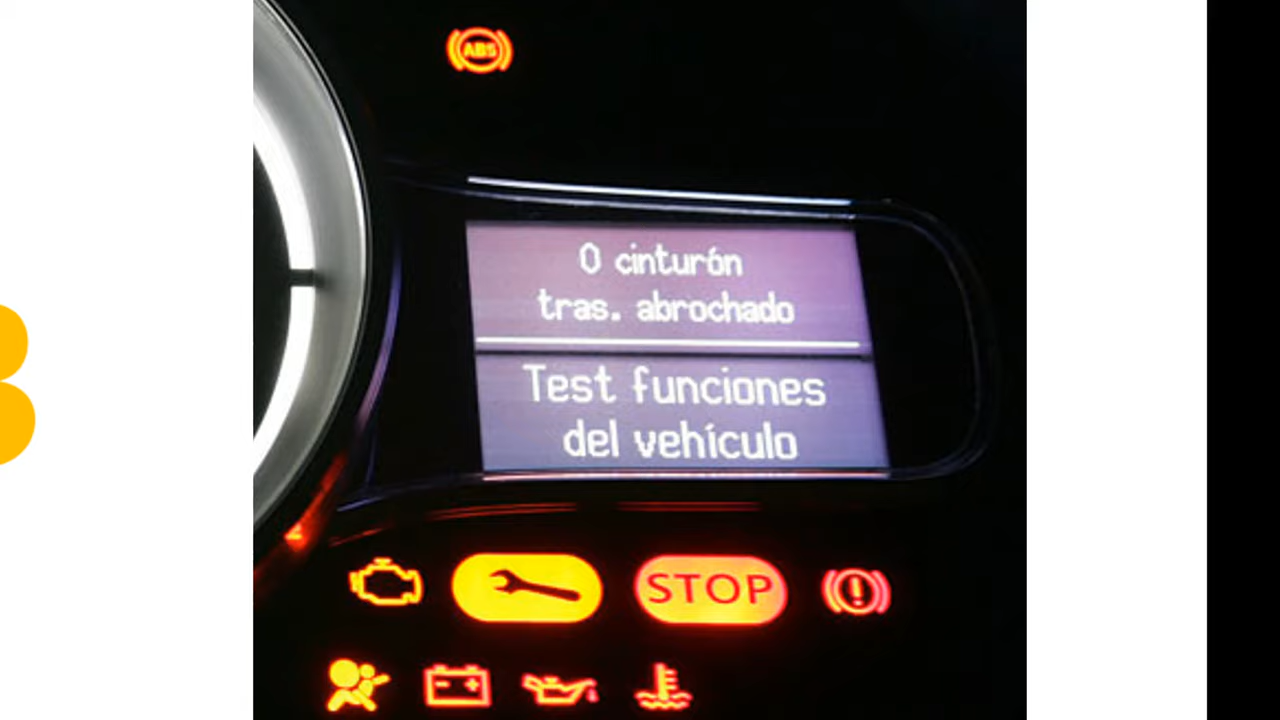 ABS
0 cinturón
tras. abrochado
Test funciones
del vehículo
STOP